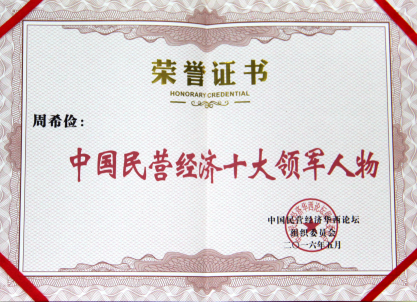 荣誉证书
HONORARY CREDENTIAL
周希俭：
中国民营经济十大领军人物
中国民营经济华西论坛
组织委员会
二〇一六年五月